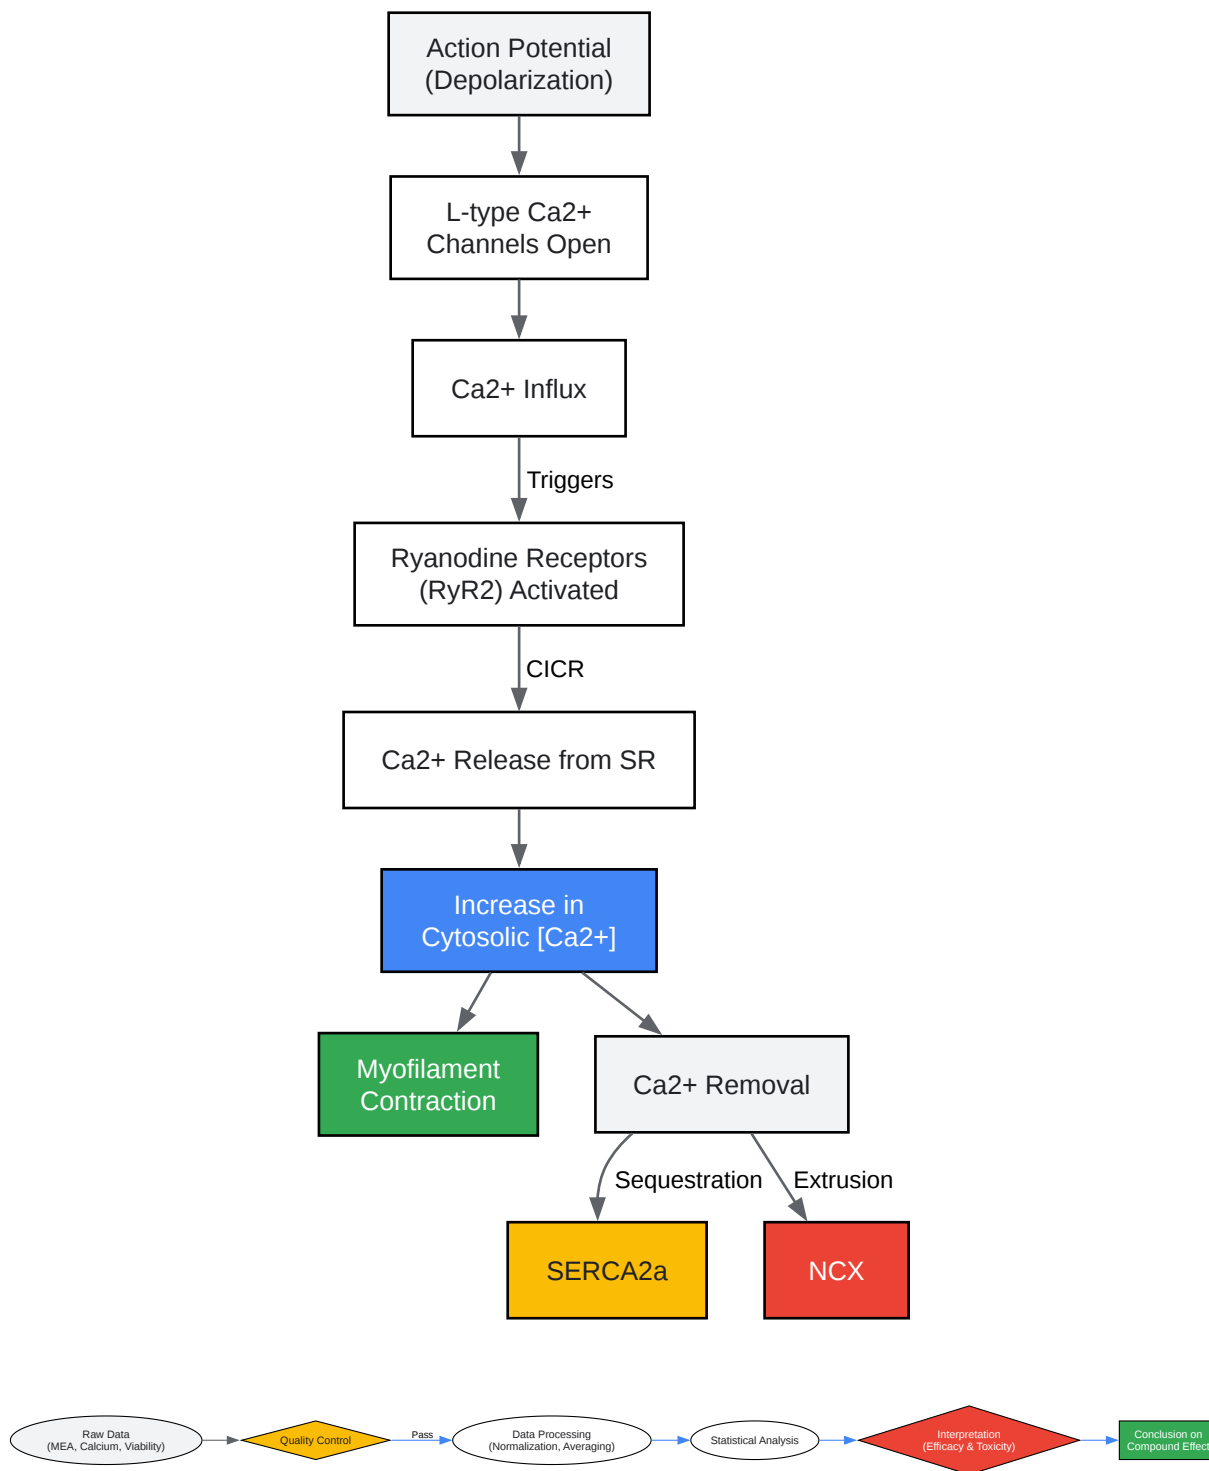 Action Potential
(Depolarization)
L-type Ca2+
Channels Open
Ca2+ Influx
Triggers
Ryanodine Receptors
(RyR2) Activated
CICR
Ca2+ Release from SR
Increase in
Cytosolic [Ca2+]
Myofilament
Contraction
Ca2+ Removal
Sequestration
Extrusion
SERCA2a
NCX
Raw Data
(MEA, Calcium, Viability)
Quality Control
Pass
Data Processing
(Normalization, Averaging)
Statistical Analysis
Interpretation
(Efficacy & Toxicity)
Conclusion on
Compound Effect